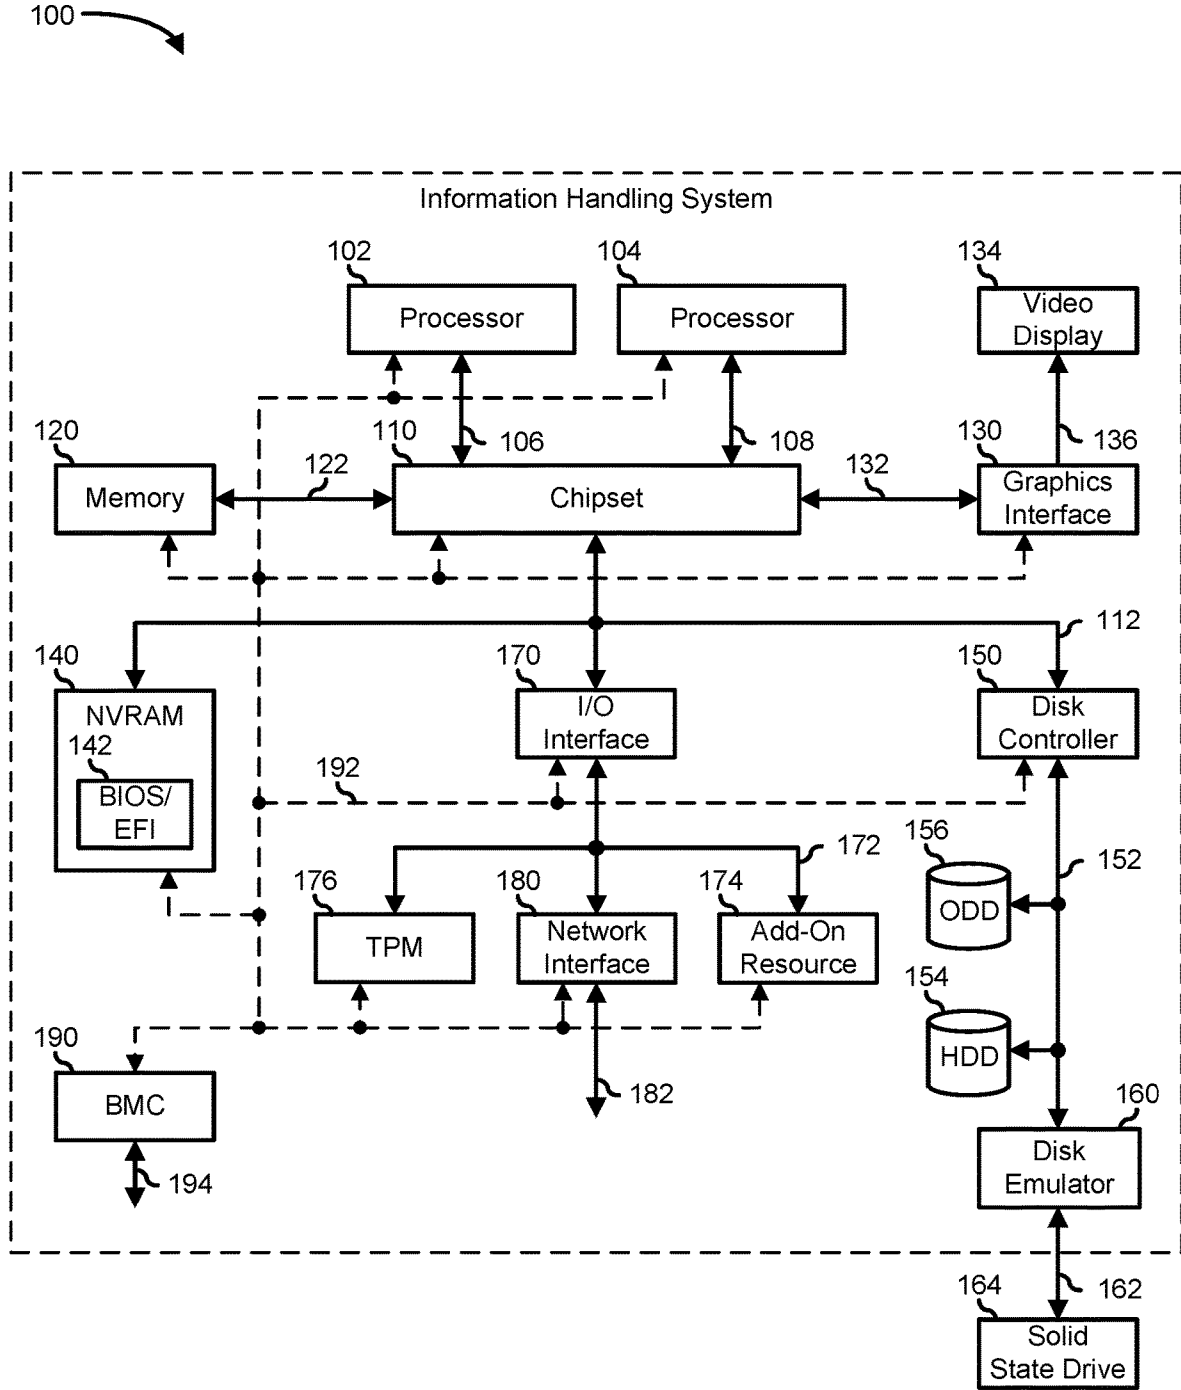 100
Information Handling System
102
104
134
Processor
Processor
Video
Display
120
110
106
108
130
136
122
132
Memory
Chipset
Graphics
Interface
112
140
170
150
NVRAM
I/O
Interface
Disk
Controller
142
BIOS/
EFI
192
156
172
152
ODD
176
180
174
TPM
Network
Interface
Add-On
Resource
154
HDD
190
BMC
182
160
194
Disk
Emulator
164
162
Solid
State Drive